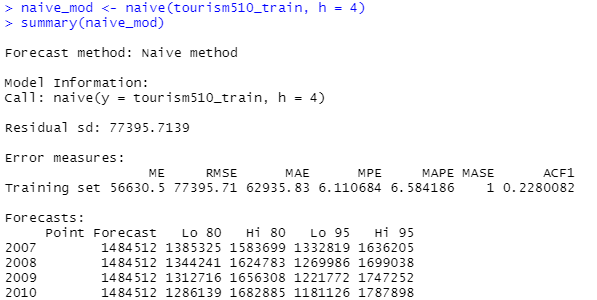 > naive_mod <- naive(tourism510_train, h = 4)
> summary(naive_mod)
Forecast method: Naive method
Model Information:
Call: naive(y = tourism510_train, h = 4)
Residual sd: 77395.7139
Error measures:
ME RMSE MAE MPE MAPE MASE ACF1
Training set 56630.5 77395.71 62935.83 6.110684 6.584186 1 0.2280082
Forecasts:
Point Forecast Lo 80 Hi 80 Lo 95 Hi 95
2007 1484512 1385325 1583699 1332819 1636205
2008 1484512 1344241 1624783 1269986 1699038
2009 1484512 1312716 1656308 1221772 1747252
2010 1484512 1286139 1682885 1181126 1787898